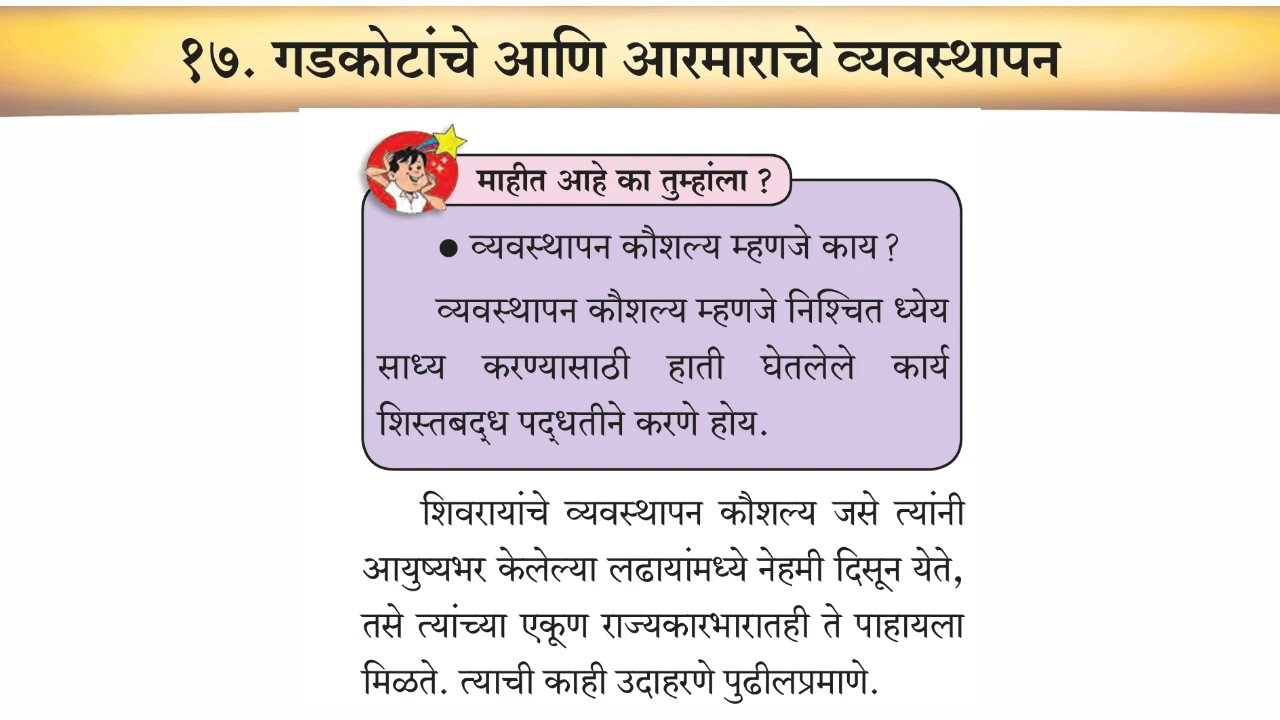 १७. गडकोटांचे आणि आरमाराचे व्यवस्थापन
माहीत आहे का तुम्हांला ?
● व्यवस्थापन कौशल्य म्हणजे काय ?
व्यवस्थापन कौशल्य म्हणजे निश्चित ध्येय
साध्य करण्यासाठी हाती घेतलेले कार्य
शिस्तबद्ध पद्धतीने करणे होय.
शिवरायांचे व्यवस्थापन कौशल्य जसे त्यांनी
आयुष्यभर केलेल्या लढायांमध्ये नेहमी दिसून येते,
तसे त्यांच्या एकूण राज्यकारभारातही ते पाहायला
मिळते. त्याची काही उदाहरणे पुढीलप्रमाणे.